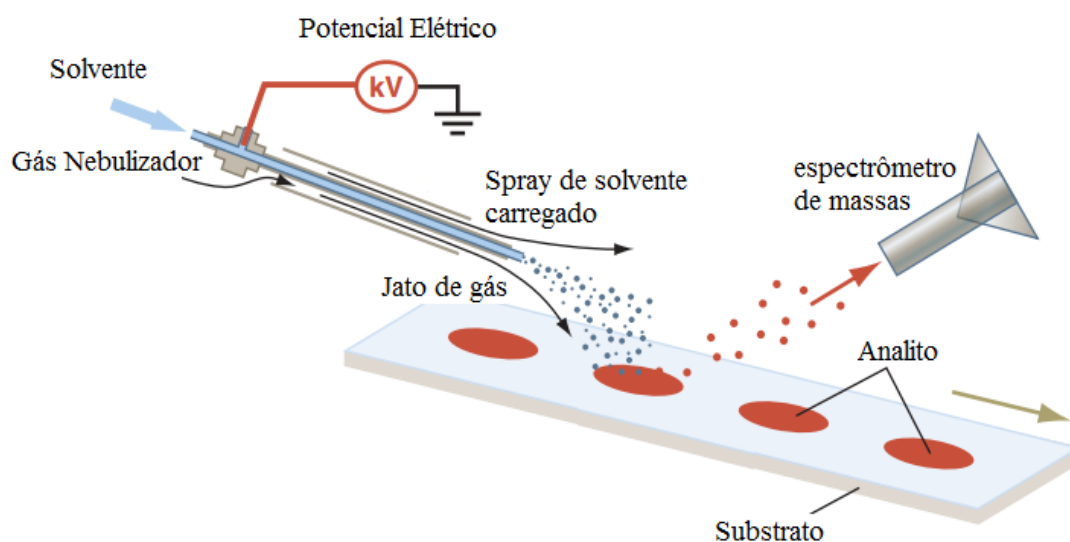 Potencial Elétrico
Solvente
kV
Gás Nebulizador
Spray de solvente
carregado
espectrômetro
de massas
Jato de gás
Analito
Substrato